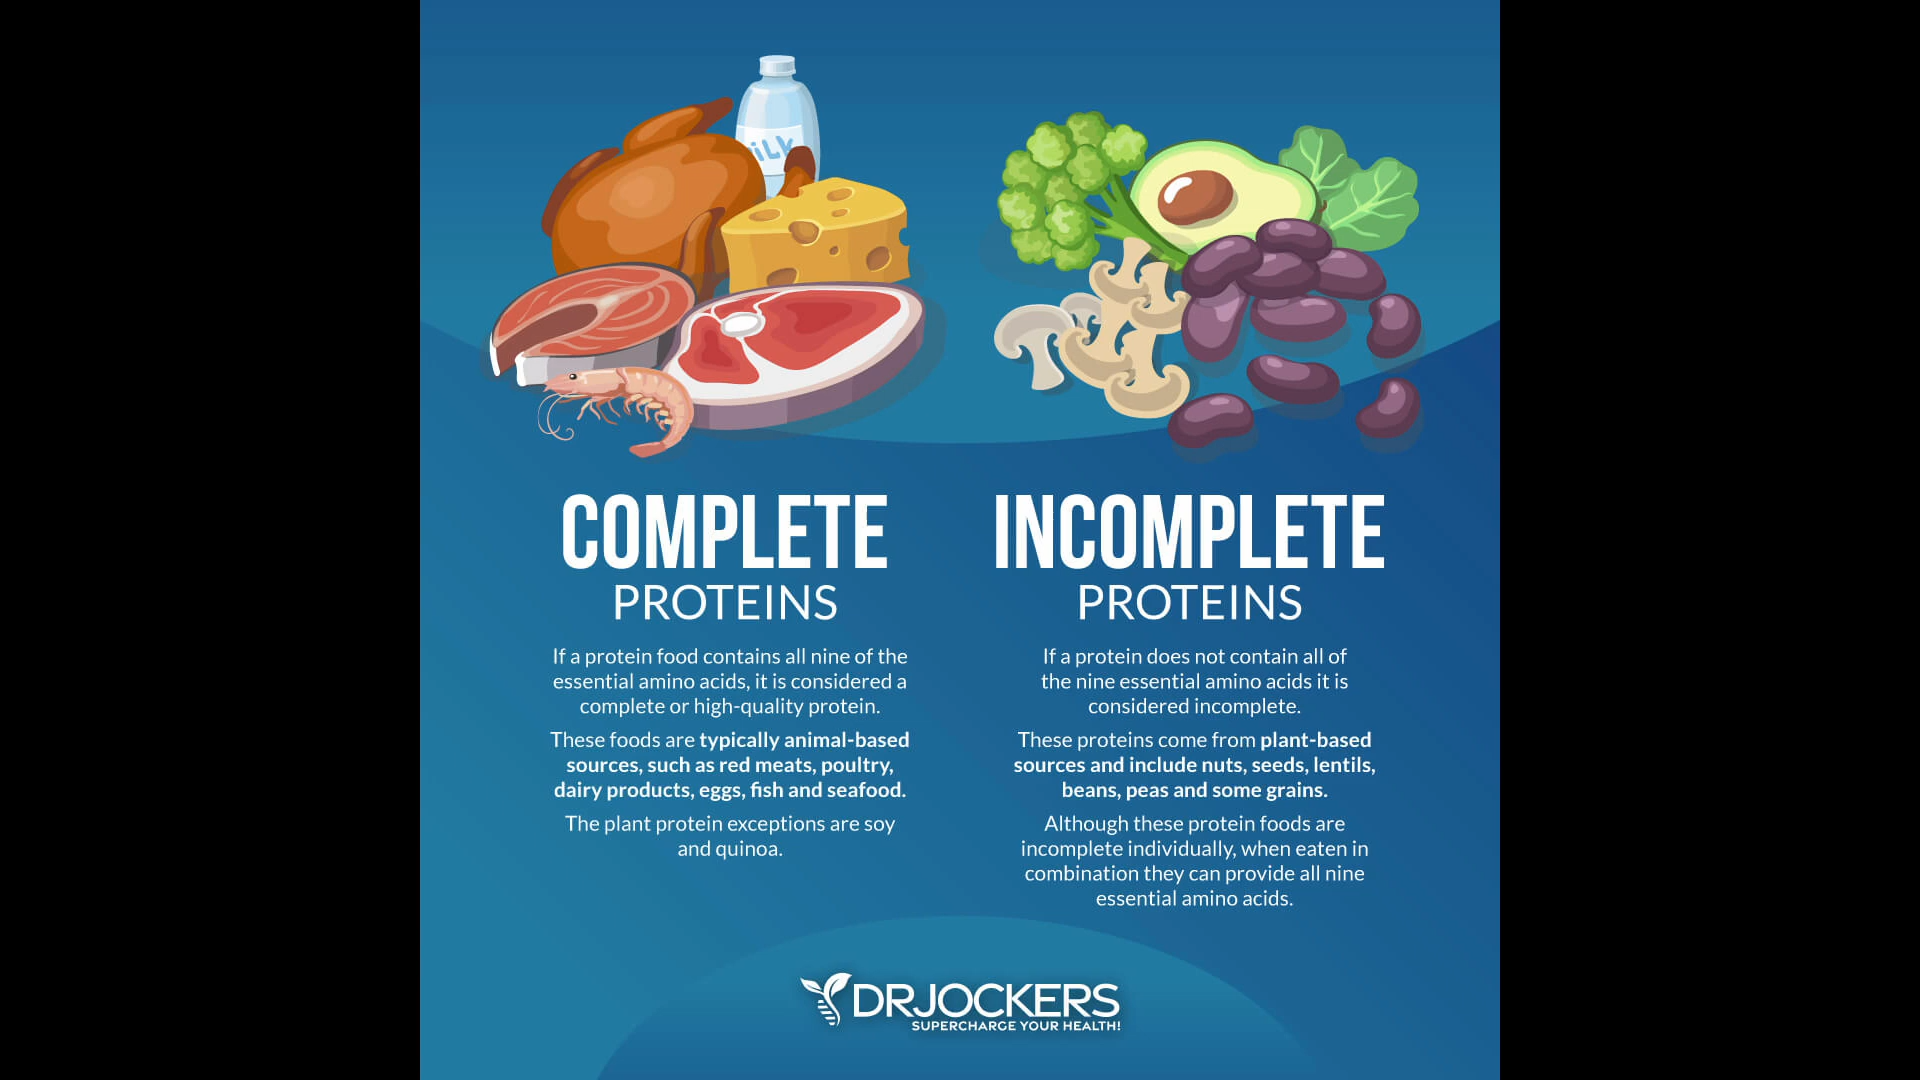 iLK
COMPLETE
PROTEINS
If a protein food contains all nine of the
essential amino acids, it is considered a
complete or high-quality protein.
These foods are typically animal-based
sources, such as red meats, poultry,
dairy products, eggs, fish and seafood.
The plant protein exceptions are soy
and quinoa.
INCOMPLETE
PROTEINS
If a protein does not contain all of
the nine essential amino acids it is
considered incomplete.
These proteins come from plant-based
sources and include nuts, seeds, lentils,
beans, peas and some grains.
Although these protein foods are
incomplete individually, when eaten in
combination they can provide all nine
essential amino acids.
DRJOCKERS
SUPERCHARGE YOUR HEALTH!